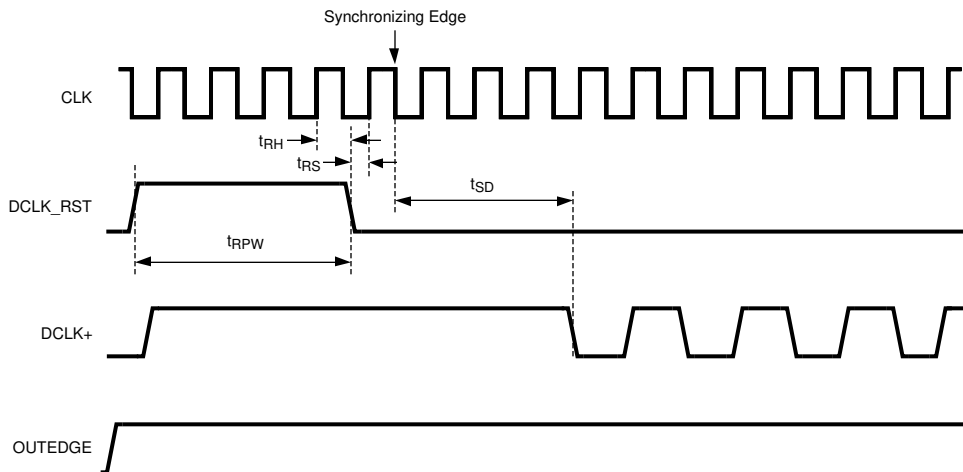 Synchronizing Edge
CLK
tRH
tRS
tSD
DCLK_RST
tRPW
DCLK+
OUTEDGE